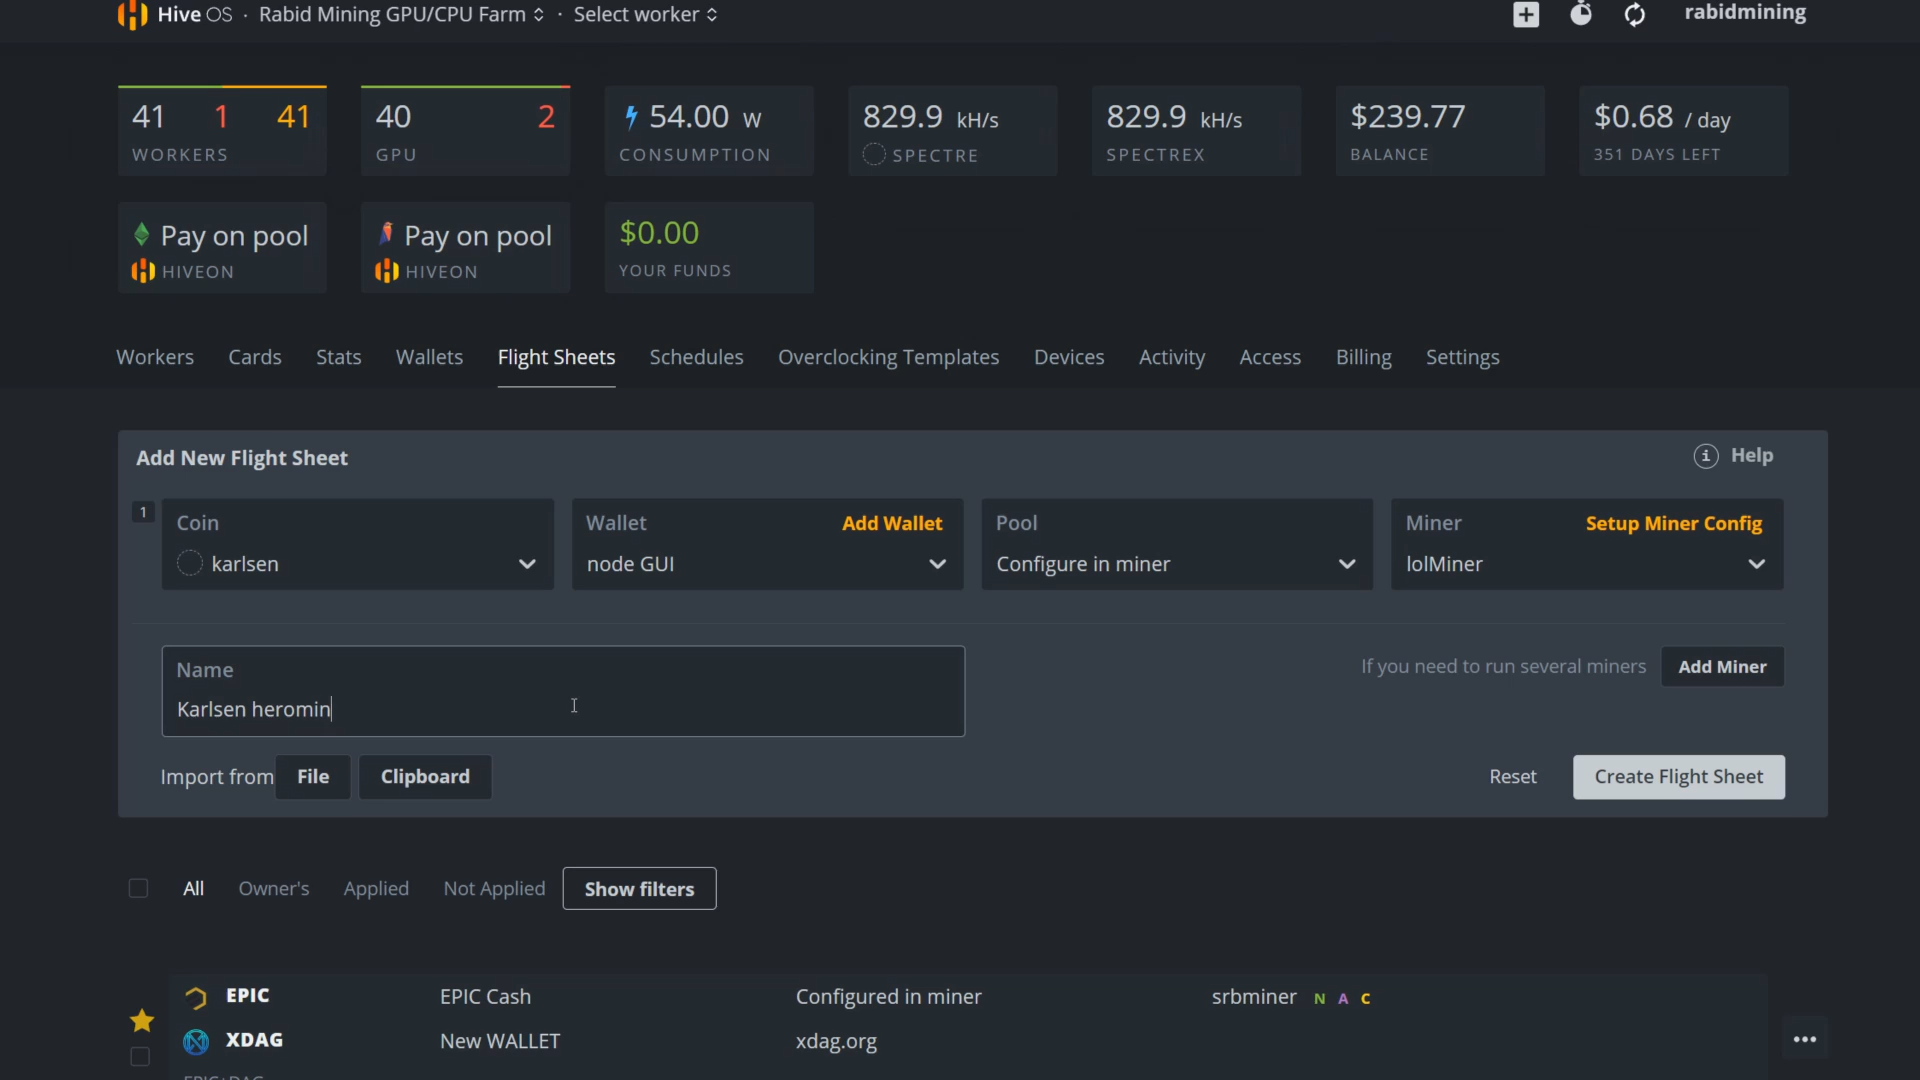 Hive OS · Rabid Mining GPU/CPU Farm · Select worker
rabidmining
41 1 41
WORKERS
40 2
GPU
54.00 W
CONSUMPTION
829.9 kH/s
SPECTRE
829.9 kH/s
SPECTREX
$239.77
BALANCE
$0.68 / day
351 DAYS LEFT
Pay on pool
HIVEON
Pay on pool
HIVEON
$0.00
YOUR FUNDS
Workers Cards Stats Wallets Flight Sheets Schedules Overclocking Templates Devices Activity Access Billing Settings
Add New Flight Sheet
Help
1
Coin
karlsen
Wallet Add Wallet
node GUI
Pool
Configure in miner
Miner Setup Miner Config
lolMiner
Name
Karlsen heromin
If you need to run several miners Add Miner
Import from File Clipboard
Reset Create Flight Sheet
All Owner's Applied Not Applied Show filters
EPIC EPIC Cash Configured in miner srbminer N A C
XDAG New WALLET xdag.org